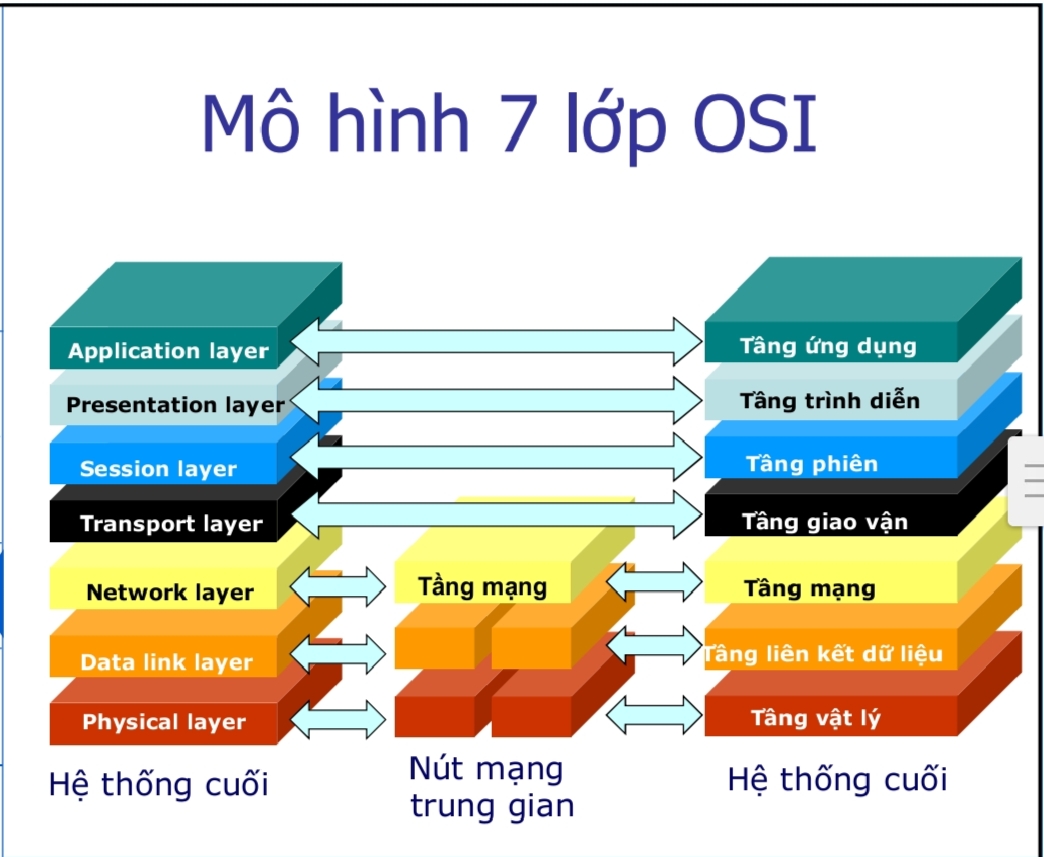 Mô hình 7 lớp OSI
Application layer
Presentation layer
Session layer
Transport layer
Network layer
Data link layer
Physical layer
Hệ thống cuối
Tầng mạng
Nút mạng
trung gian
Tầng ứng dụng
Tầng trình diễn
Tầng phiên
Tầng giao vận
Tầng mạng
Tầng liên kết dữ liệu
Tầng vật lý
Hệ thống cuối